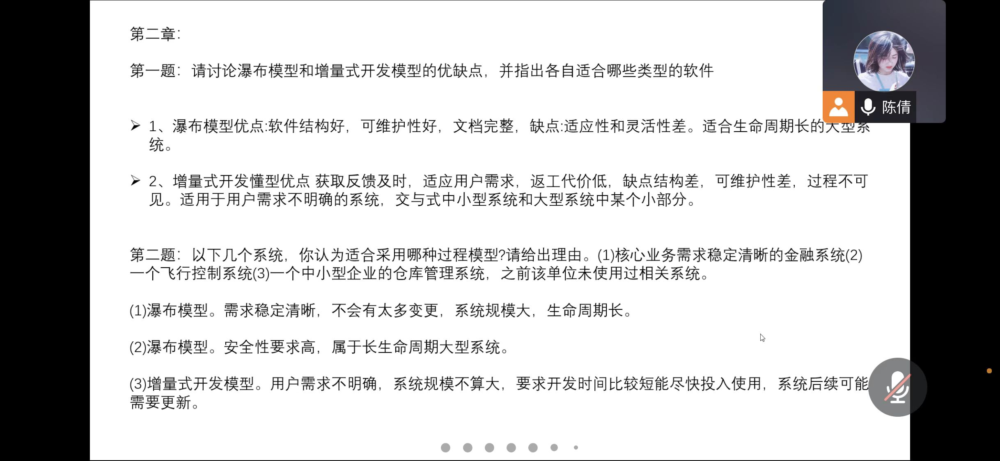 第二章：
第一题：请讨论瀑布模型和增量式开发模型的优缺点，并指出各自适合哪些类型的软件
陈倩
➢ 1、瀑布模型优点:软件结构好，可维护性好，文档完整，缺点:适应性和灵活性差。适合生命周期长的大型系
统。
➢ 2、增量式开发懂型优点 获取反馈及时，适应用户需求，返工代价低，缺点结构差，可维护性差，过程不可
见。适用于用户需求不明确的系统，交与式中小型系统和大型系统中某个小部分。
第二题：以下几个系统，你认为适合采用哪种过程模型?请给出理由。(1)核心业务需求稳定清晰的金融系统(2)
一个飞行控制系统(3)一个中小型企业的仓库管理系统，之前该单位未使用过相关系统。
(1)瀑布模型。需求稳定清晰，不会有太多变更，系统规模大，生命周期长。
(2)瀑布模型。安全性要求高，属于长生命周期大型系统。
(3)增量式开发模型。用户需求不明确，系统规模不算大，要求开发时间比较短能尽快投入使用，系统后续可能
需要更新。